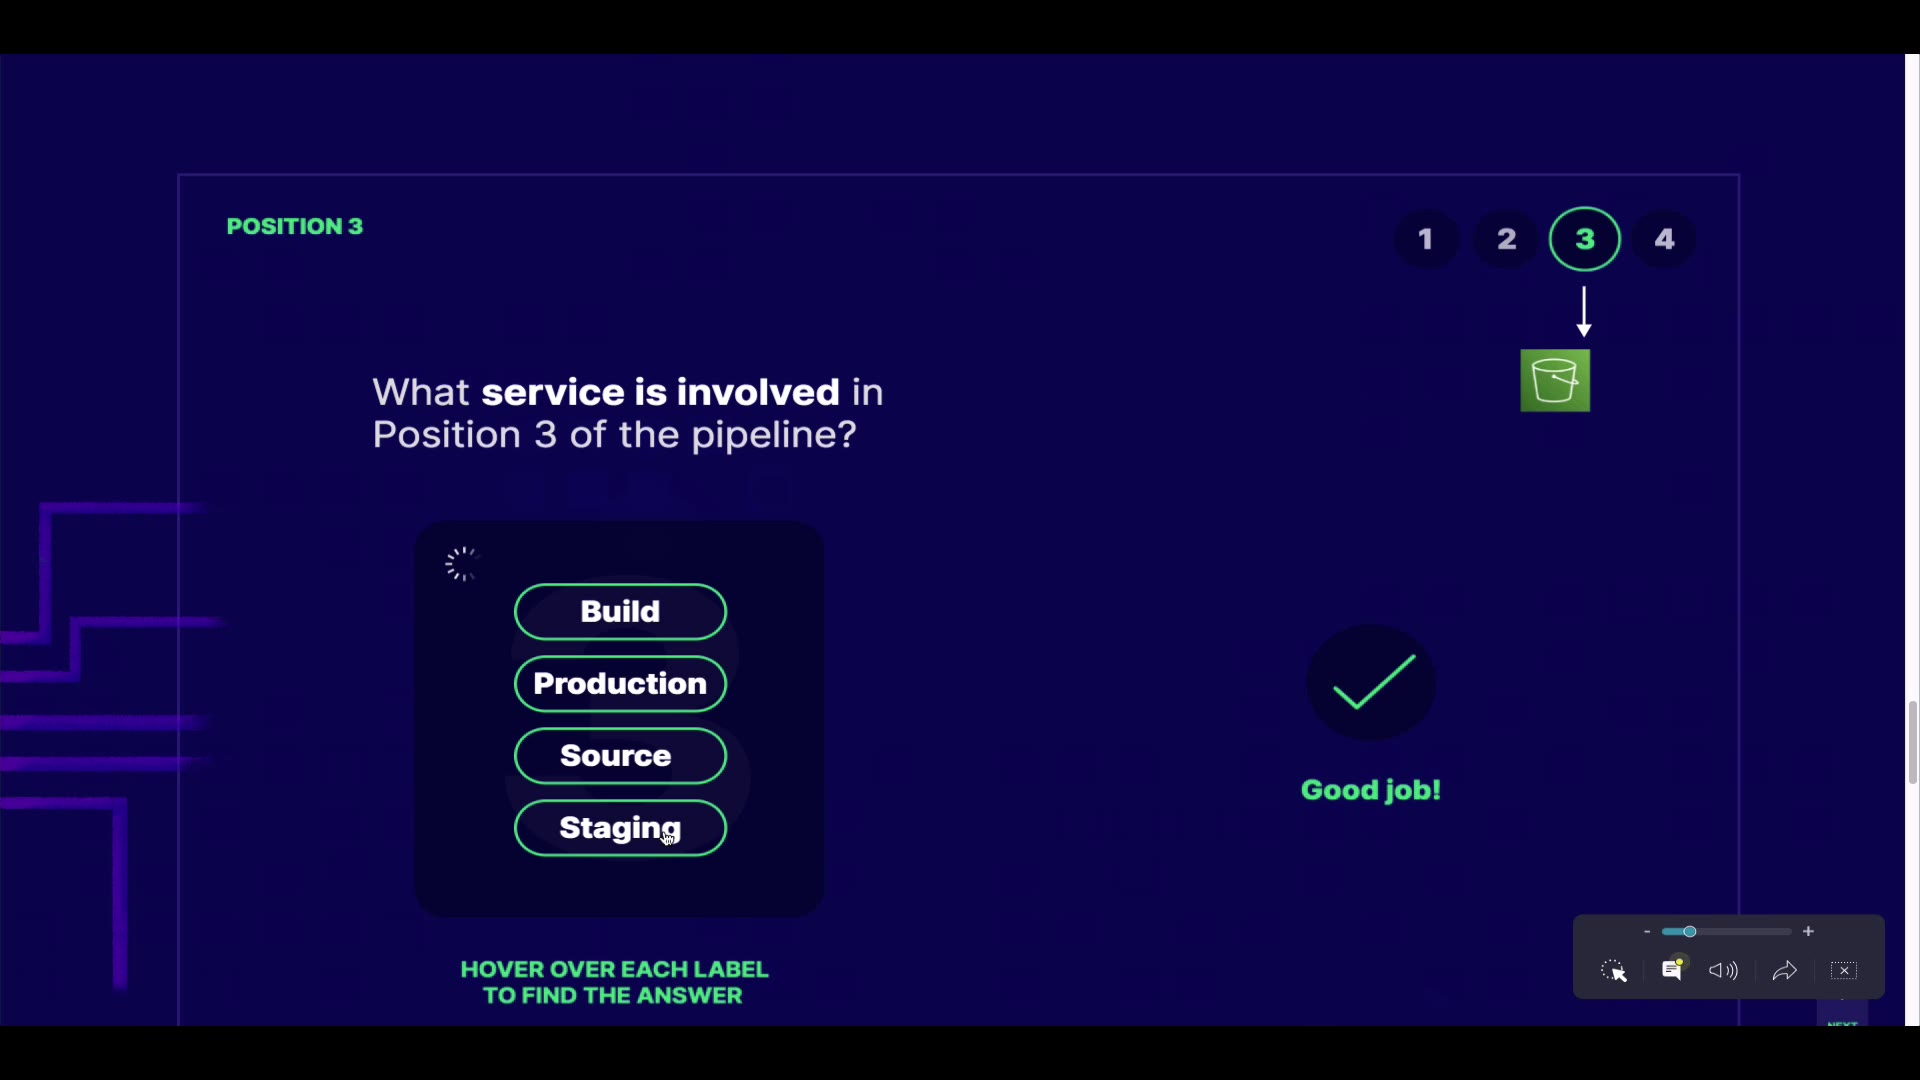 POSITION 3
1 2 3 4
What service is involved in
Position 3 of the pipeline?
Build
Production
Source
Staging
Good job!
HOVER OVER EACH LABEL
TO FIND THE ANSWER
- +
NEXT